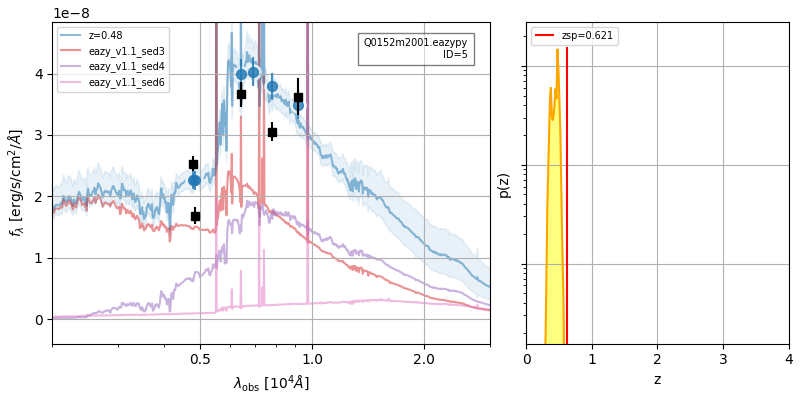 1e−8
z=0.48
eazy_v1.1_sed3
eazy_v1.1_sed4
eazy_v1.1_sed6
Q0152m2001.eazypy
ID=5
4
3
2
1
0
0.5
1.0
2.0
f_λ [erg/s/cm²/Å]
λ_obs [10⁴Å]
zsp=0.621
p(z)
0
1
2
3
4
z